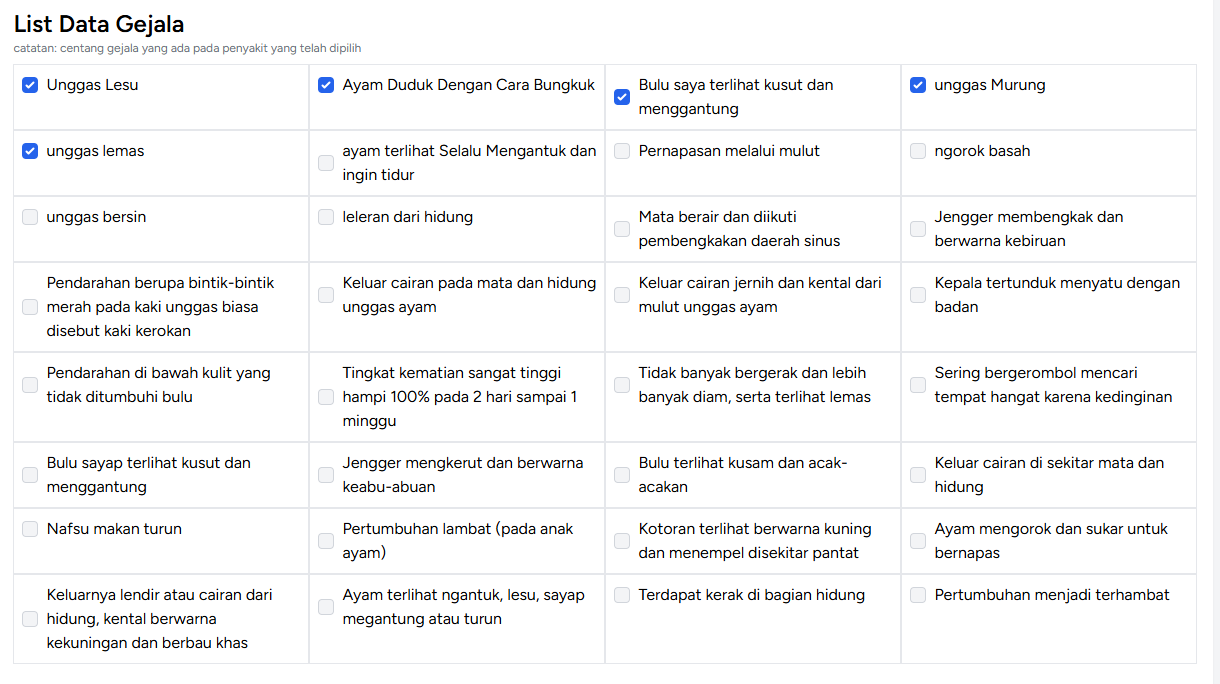 List Data Gejala
catatan: centang gejala yang ada pada penyakit yang telah dipilih
Unggas Lesu
Ayam Duduk Dengan Cara Bungkuk
Bulu saya terlihat kusut dan
menggantung
unggas Murung
unggas lemas
ayam terlihat Selalu Mengantuk dan
ingin tidur
Pernapasan melalui mulut
ngorok basah
unggas bersin
leleran dari hidung
Mata berair dan diikuti
pembengkakan daerah sinus
Jengger membengkak dan
berwarna kebiruan
Pendarahan berupa bintik-bintik
merah pada kaki unggas biasa
disebut kaki kerokan
Keluar cairan pada mata dan hidung
unggas ayam
Keluar cairan jernih dan kental dari
mulut unggas ayam
Kepala tertunduk menyatu dengan
badan
Pendarahan di bawah kulit yang
tidak ditumbuhi bulu
Tingkat kematian sangat tinggi
hampi 100% pada 2 hari sampai 1
minggu
Tidak banyak bergerak dan lebih
banyak diam, serta terlihat lemas
Sering bergerombol mencari
tempat hangat karena kedinginan
Bulu sayap terlihat kusut dan
menggantung
Jengger mengkerut dan berwarna
keabu-abuan
Bulu terlihat kusam dan acak-
acakan
Keluar cairan di sekitar mata dan
hidung
Nafsu makan turun
Pertumbuhan lambat (pada anak
ayam)
Kotoran terlihat berwarna kuning
dan menempel disekitar pantat
Ayam mengorok dan sukar untuk
bernapas
Keluarnya lendir atau cairan dari
hidung, kental berwarna
kekuningan dan berbau khas
Ayam terlihat ngantuk, lesu, sayap
megantung atau turun
Terdapat kerak di bagian hidung
Pertumbuhan menjadi terhambat